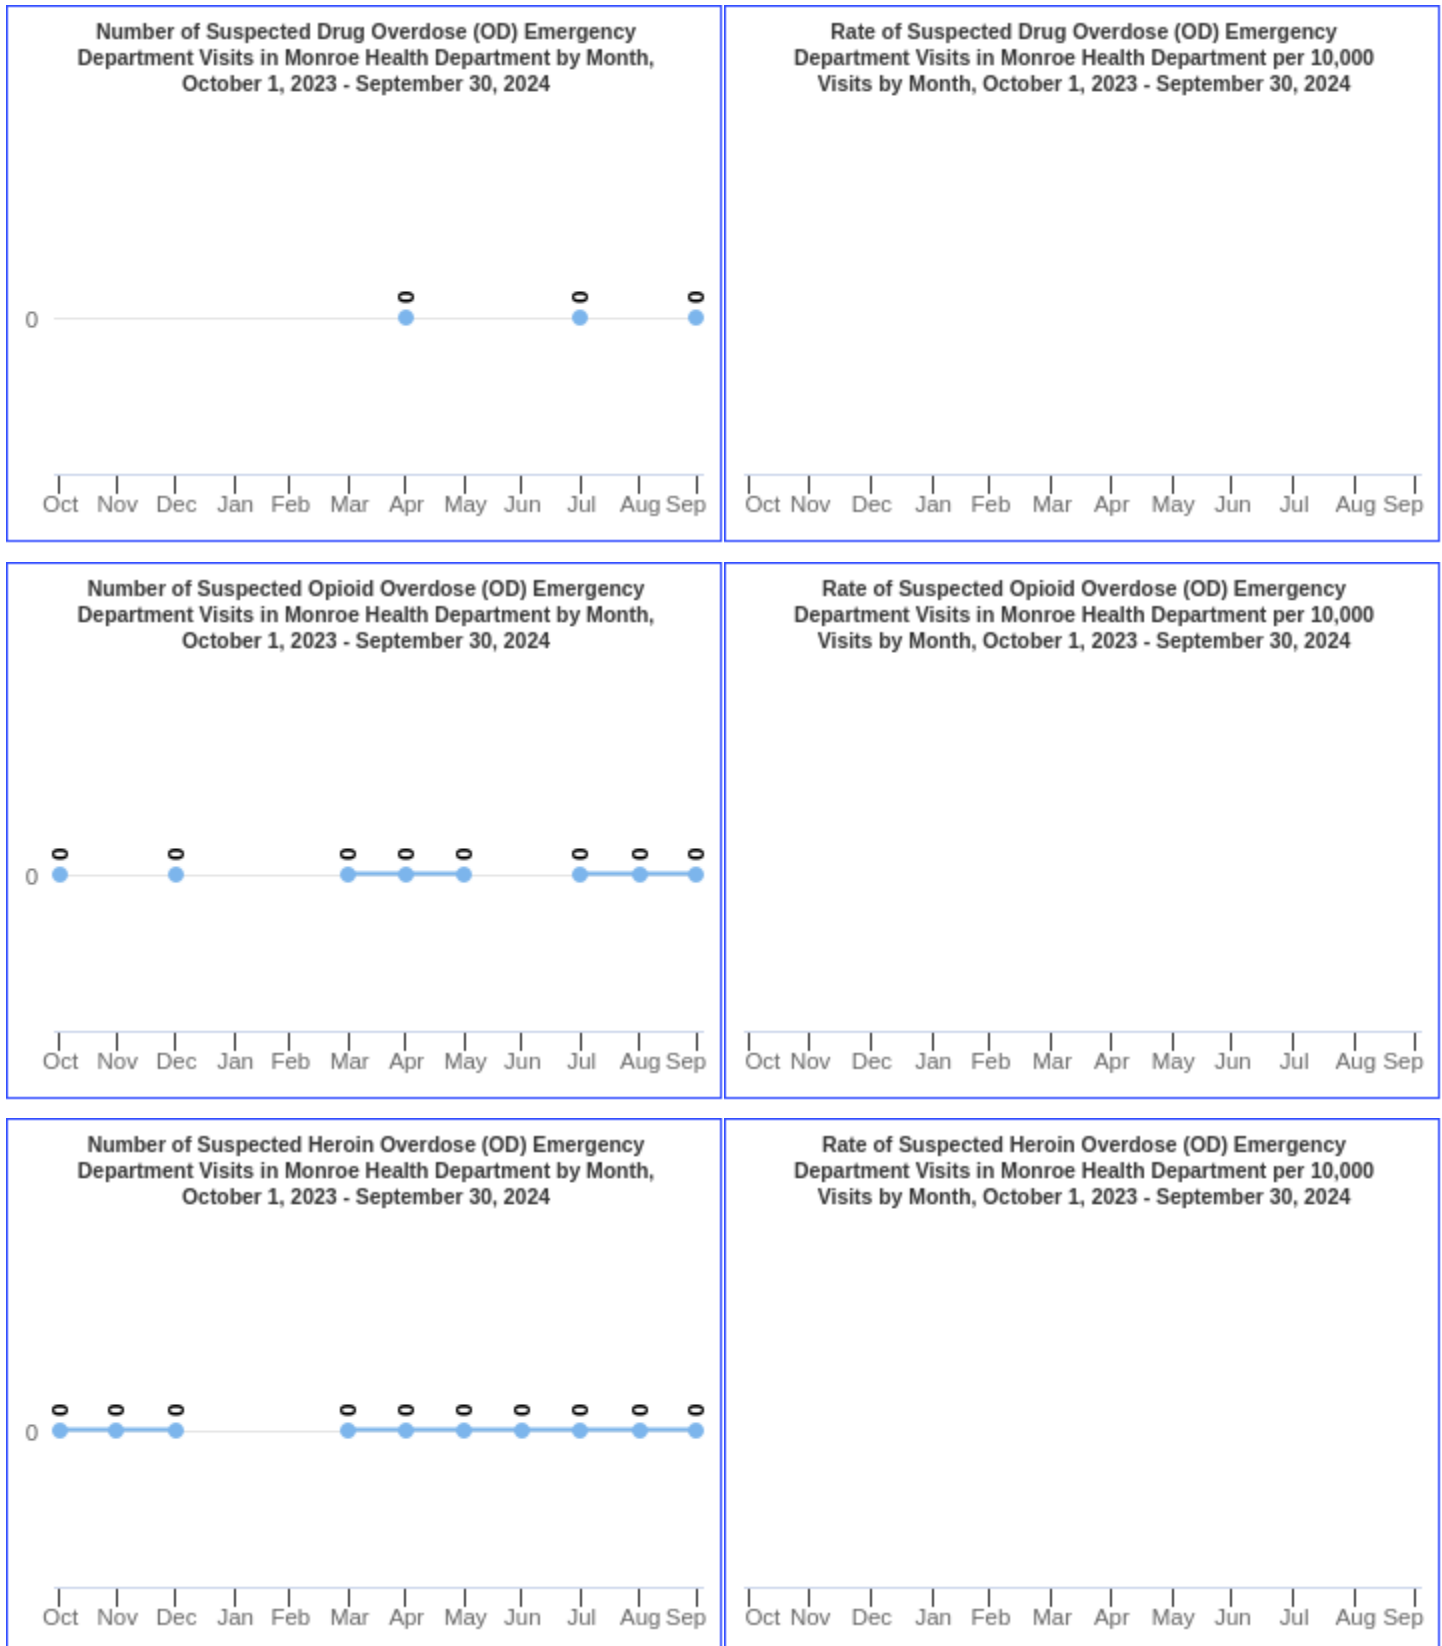 Number of Suspected Drug Overdose (OD) Emergency
Department Visits in Monroe Health Department by Month,
October 1, 2023 - September 30, 2024
0 0 0
0
Oct Nov Dec Jan Feb Mar Apr May Jun Jul Aug Sep
Rate of Suspected Drug Overdose (OD) Emergency
Department Visits in Monroe Health Department per 10,000
Visits by Month, October 1, 2023 - September 30, 2024
Oct Nov Dec Jan Feb Mar Apr May Jun Jul Aug Sep
Number of Suspected Opioid Overdose (OD) Emergency
Department Visits in Monroe Health Department by Month,
October 1, 2023 - September 30, 2024
0 0 0 0 0 0 0 0
0
Oct Nov Dec Jan Feb Mar Apr May Jun Jul Aug Sep
Rate of Suspected Opioid Overdose (OD) Emergency
Department Visits in Monroe Health Department per 10,000
Visits by Month, October 1, 2023 - September 30, 2024
Oct Nov Dec Jan Feb Mar Apr May Jun Jul Aug Sep
Number of Suspected Heroin Overdose (OD) Emergency
Department Visits in Monroe Health Department by Month,
October 1, 2023 - September 30, 2024
0 0 0 0 0 0 0 0 0 0
0
Oct Nov Dec Jan Feb Mar Apr May Jun Jul Aug Sep
Rate of Suspected Heroin Overdose (OD) Emergency
Department Visits in Monroe Health Department per 10,000
Visits by Month, October 1, 2023 - September 30, 2024
Oct Nov Dec Jan Feb Mar Apr May Jun Jul Aug Sep